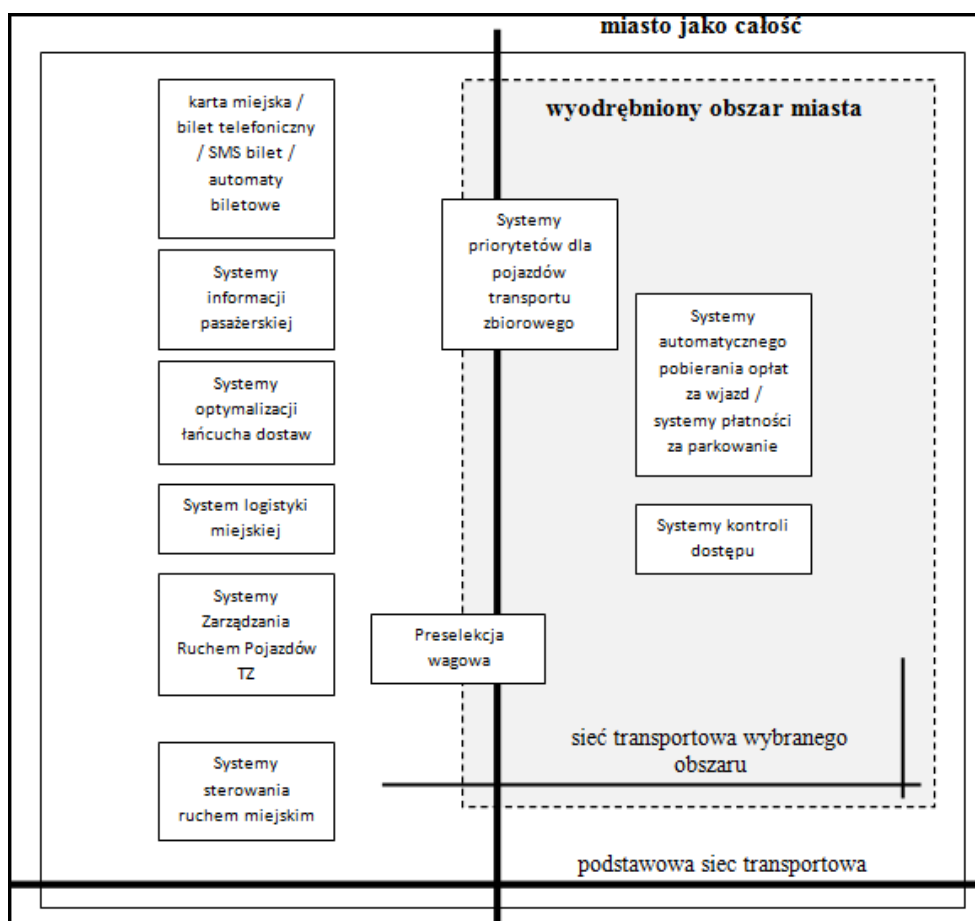 miasto jako całość
karta miejska /
bilet telefoniczny
/ SMS bilet /
automaty
biletowe
Systemy
informacji
pasażerskiej
Systemy
optymalizacji
łańcucha dostaw
System logistyki
miejskiej
Systemy
Zarządzania
Ruchem Pojazdów
TZ
Systemy
sterowania
ruchem miejskim
wyodrębniony obszar miasta
Systemy
priorytetów dla
pojazdów
transportu
zbiorowego
Systemy
automatycznego
pobierania opłat
za wjazd /
systemy płatności
za parkowanie
Systemy kontroli
dostępu
Preselekcja
wagowa
sieć transportowa wybranego
obszaru
podstawowa siec transportowa